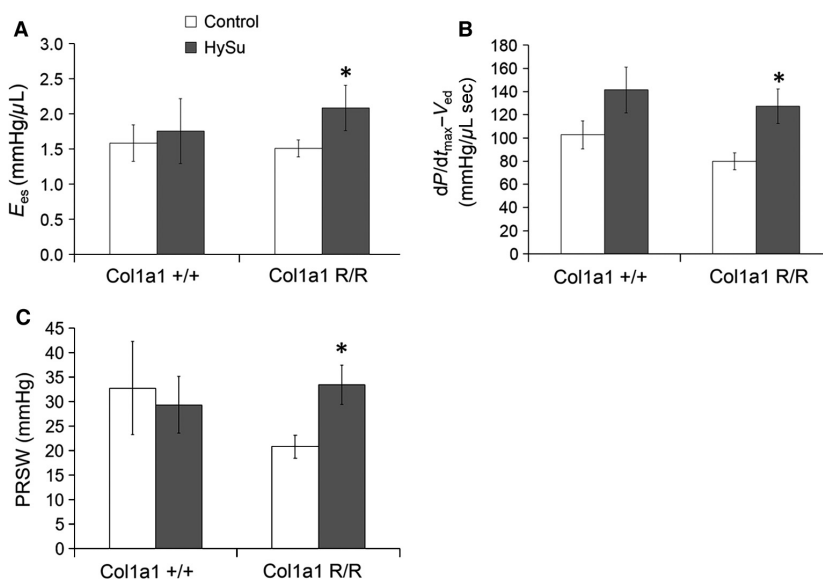 A
Control
HySu
3.0
2.5
2.0
1.5
1.0
0.5
0.0
Ees (mmHg/µL)
*
Col1a1 +/+
Col1a1 R/R
B
180
160
140
120
100
80
60
40
20
0
dP/dtmax–Ved
(mmHg/µL sec)
*
Col1a1 +/+
Col1a1 R/R
C
45
40
35
30
25
20
15
10
5
0
PRSW (mmHg)
*
Col1a1 +/+
Col1a1 R/R